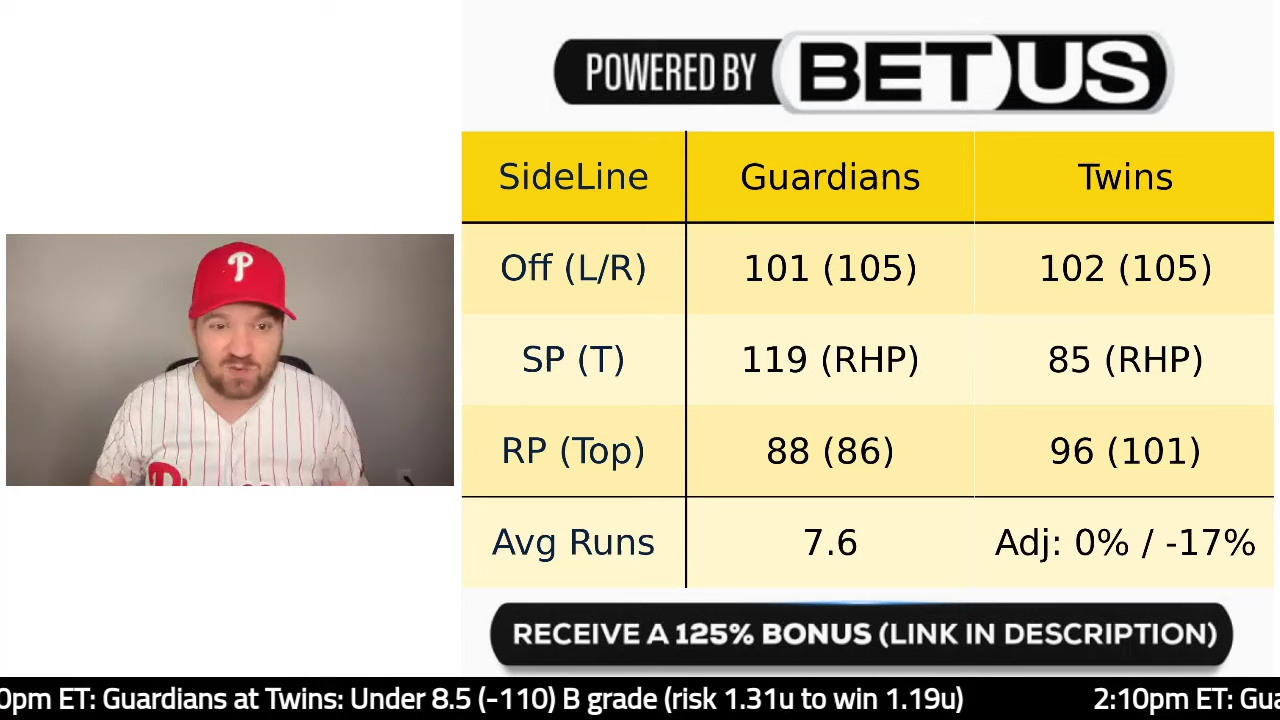 POWERED BY BET US
SideLine Guardians Twins
Off (L/R) 101 (105) 102 (105)
SP (T) 119 (RHP) 85 (RHP)
RP (Top) 88 (86) 96 (101)
Avg Runs 7.6 Adj: 0% / -17%
P
RECEIVE A 125% BONUS (LINK IN DESCRIPTION)
0pm ET: Guardians at Twins: Under 8.5 (-110) B grade (risk 1.31u to win 1.19u) 2:10pm ET: Gua